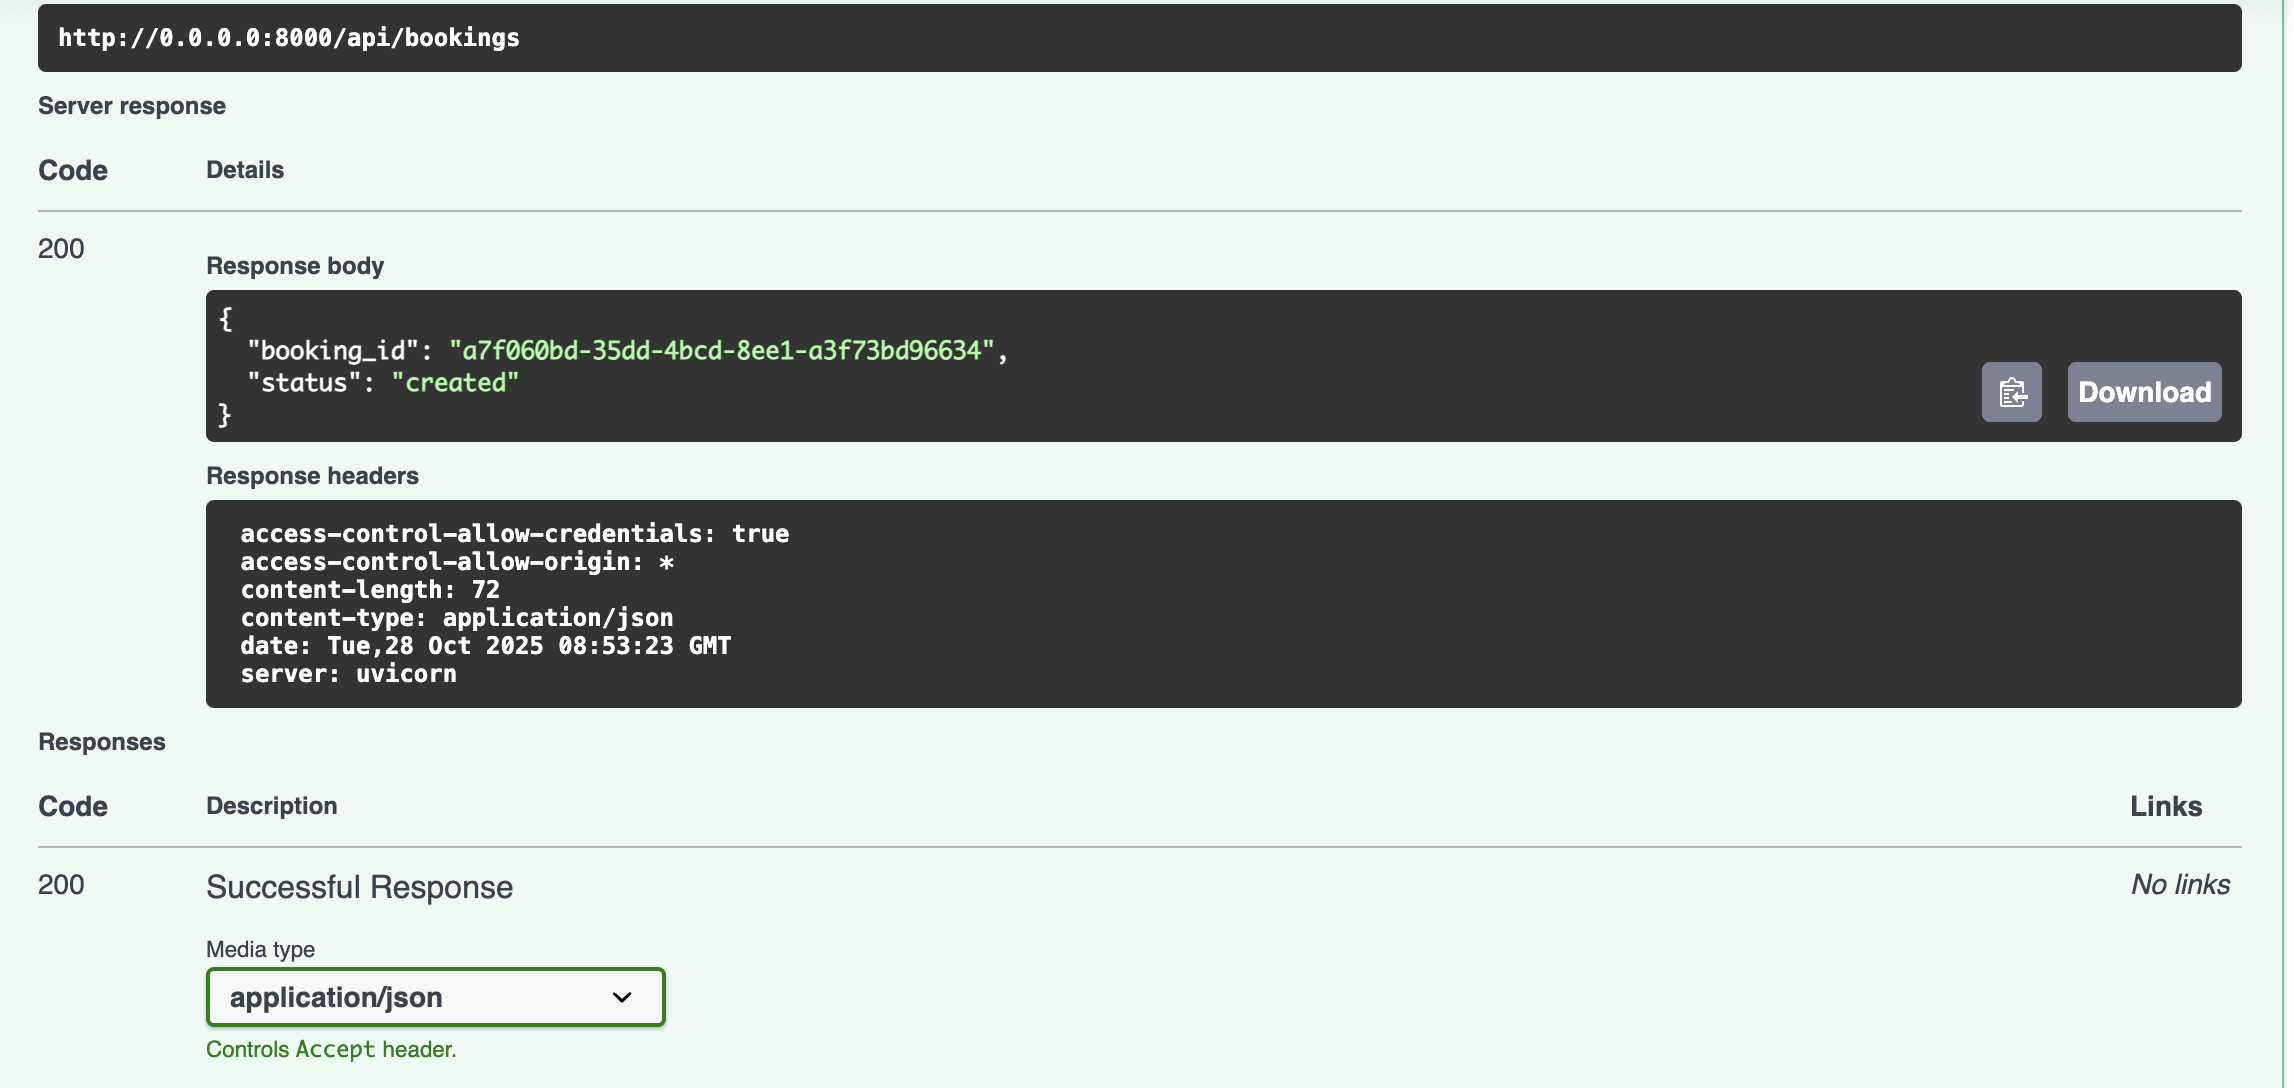 http://0.0.0.0:8000/api/bookings
Server response
Code Details
200
Response body
{
  "booking_id": "a7f060bd-35dd-4bcd-8ee1-a3f73bd96634",
  "status": "created"
}
Download
Response headers
access-control-allow-credentials: true
access-control-allow-origin: *
content-length: 72
content-type: application/json
date: Tue,28 Oct 2025 08:53:23 GMT
server: uvicorn
Responses
Code Description Links
200 Successful Response No links
Media type
application/json
Controls Accept header.